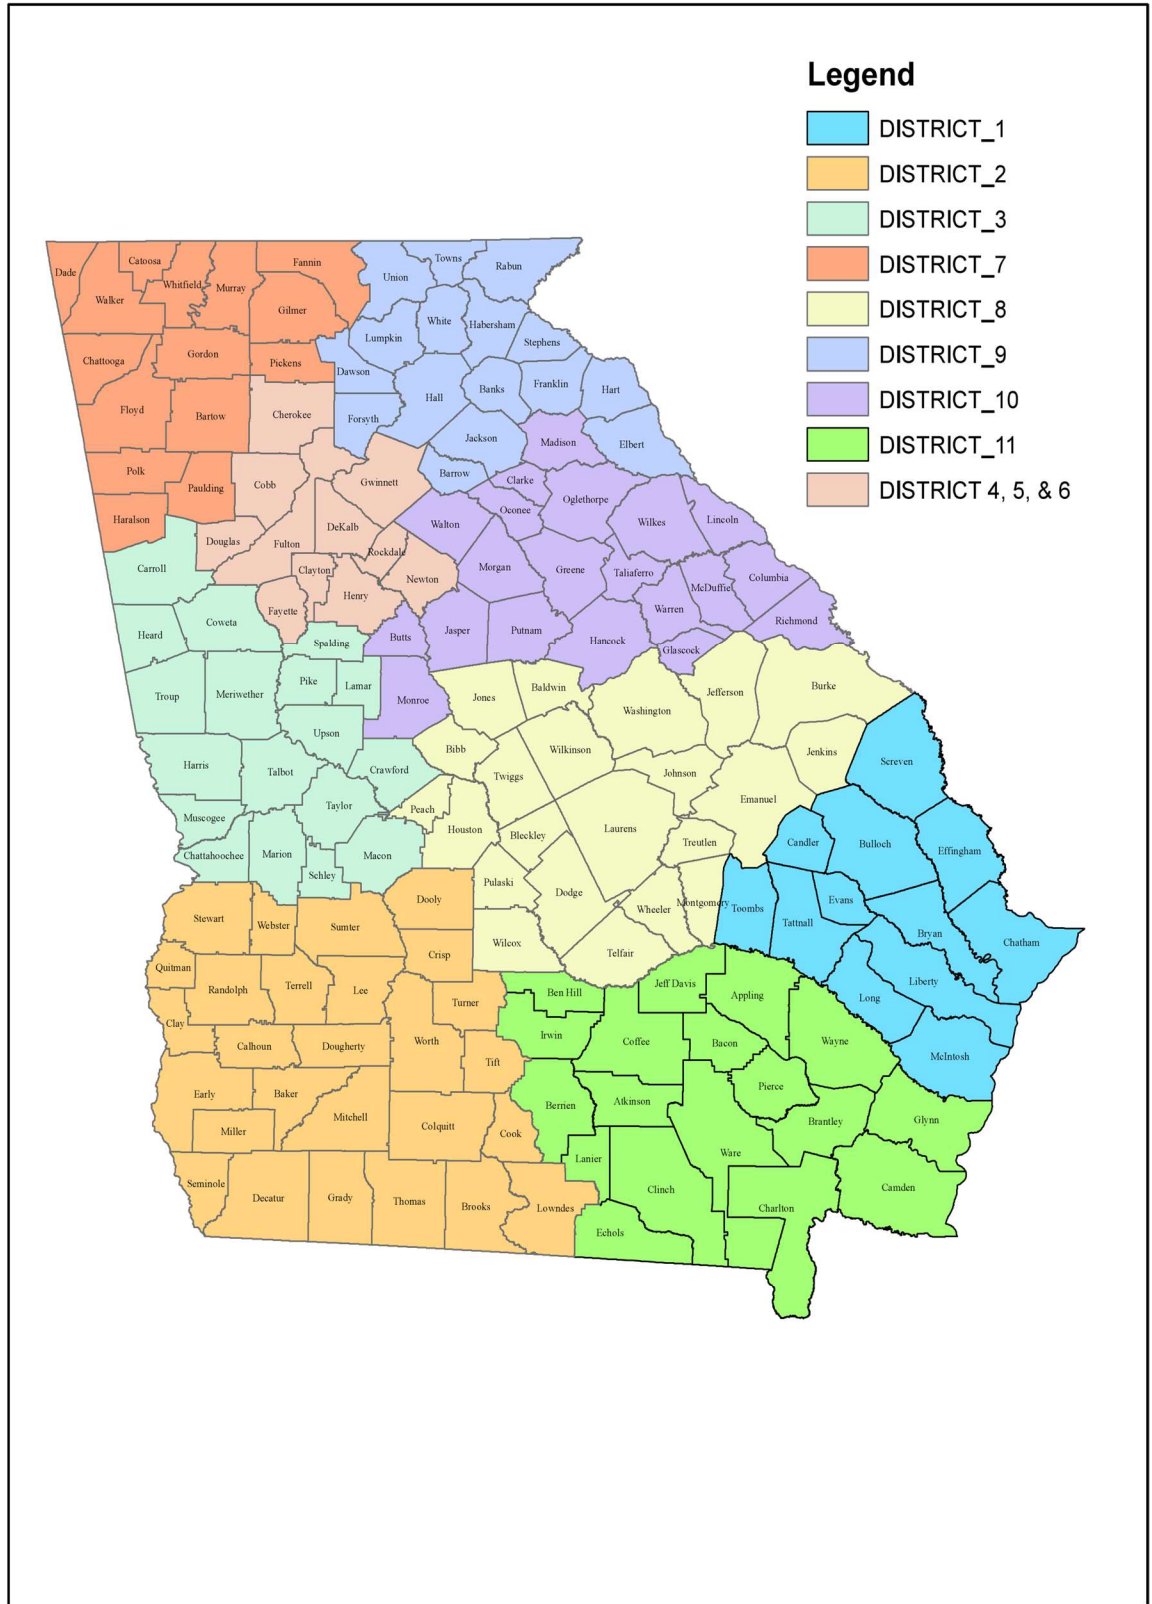 Legend
DISTRICT_1
DISTRICT_2
DISTRICT_3
DISTRICT_7
DISTRICT_8
DISTRICT_9
DISTRICT_10
DISTRICT_11
DISTRICT 4, 5, & 6
Dade
Catoosa
Walker
Whitfield
Murray
Fannin
Gilmer
Union
Towns
Rabun
Chattooga
Gordon
Pickens
Lumpkin
White
Habersham
Stephens
Dawson
Floyd
Bartow
Cherokee
Forsyth
Hall
Banks
Franklin
Hart
Jackson
Madison
Elbert
Polk
Paulding
Haralson
Cobb
Gwinnett
Barrow
Clarke
Oconee
Oglethorpe
Wilkes
Lincoln
Carroll
Douglas
Fulton
DeKalb
Rockdale
Walton
Clayton
Newton
Morgan
Greene
Taliaferro
McDuffie
Columbia
Warren
Richmond
Heard
Coweta
Fayette
Henry
Spalding
Butts
Jasper
Putnam
Hancock
Glascock
Troup
Meriwether
Pike
Lamar
Monroe
Jones
Baldwin
Washington
Jefferson
Burke
Upson
Bibb
Wilkinson
Jenkins
Screven
Harris
Talbot
Crawford
Twiggs
Johnson
Emanuel
Muscogee
Taylor
Peach
Houston
Bleckley
Laurens
Treutlen
Candler
Bulloch
Effingham
Chattahoochee
Marion
Schley
Macon
Pulaski
Dodge
Wheeler
Montgomery
Toombs
Tattnall
Evans
Bryan
Chatham
Stewart
Webster
Sumter
Dooly
Crisp
Wilcox
Telfair
Quitman
Randolph
Terrell
Lee
Turner
Ben Hill
Jeff Davis
Appling
Long
Liberty
Clay
Calhoun
Dougherty
Worth
Tift
Irwin
Coffee
Bacon
Wayne
McIntosh
Early
Baker
Mitchell
Miller
Colquitt
Cook
Berrien
Atkinson
Pierce
Brantley
Glynn
Seminole
Decatur
Grady
Thomas
Brooks
Lowndes
Lanier
Clinch
Ware
Charlton
Camden
Echols